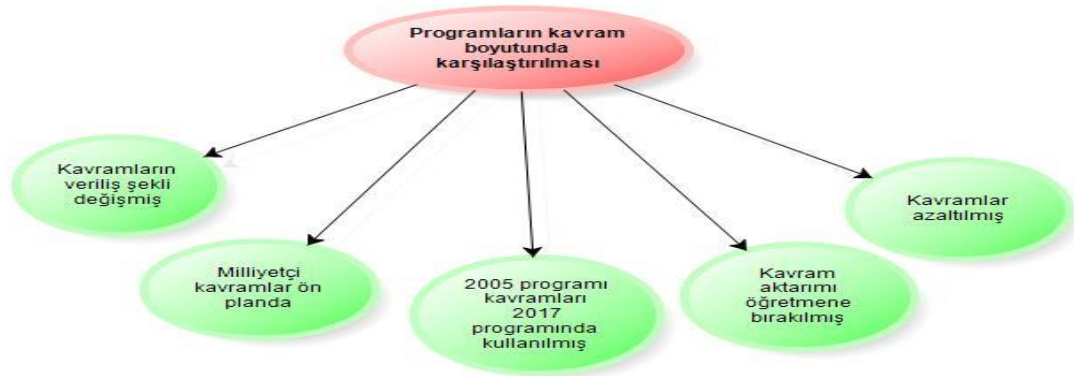 Programların kavram
boyutunda
karşılaştırılması
Kavramların
veriliş şekli
değişmiş
Milliyetçi
kavramlar ön
planda
2005 programı
kavramları
2017
programında
kullanılmış
Kavram
aktarımı
öğretmene
bırakılmış
Kavramlar
azaltılmış